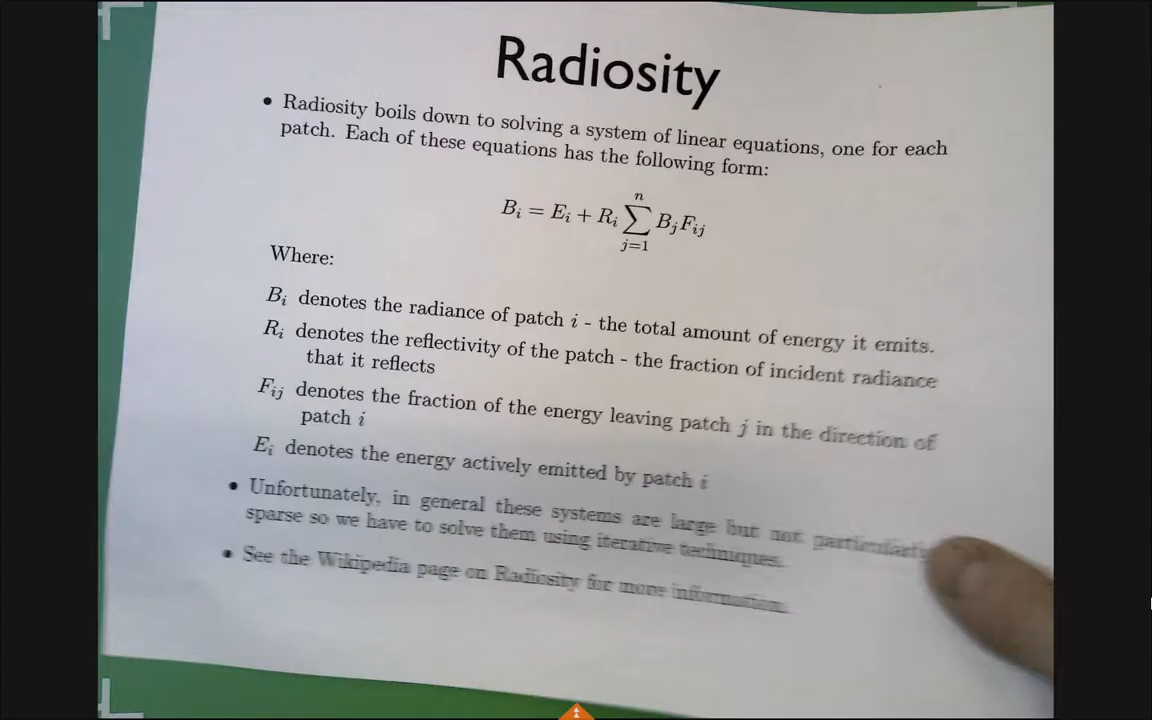 Radiosity
• Radiosity boils down to solving a system of linear equations, one for each
patch. Each of these equations has the following form:
B_i = E_i + R_i \sum_{j=1}^{n} B_j F_{ij}
Where:
B_i denotes the radiance of patch i - the total amount of energy it emits.
R_i denotes the reflectivity of the patch - the fraction of incident radiance
that it reflects
F_{ij} denotes the fraction of the energy leaving patch j in the direction of
patch i
E_i denotes the energy actively emitted by patch i
• Unfortunately, in general these systems are large but not particularly
sparse so we have to solve them using iterative techniques.
• See the Wikipedia page on Radiosity for more information.